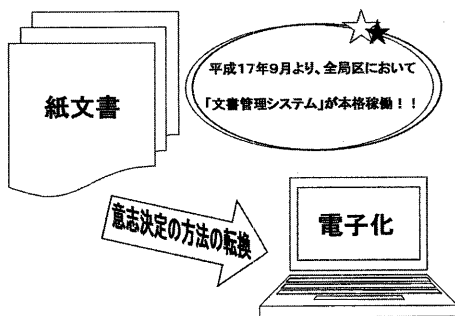 平成17年9月より、全局区において
「文書管理システム」が本格稼働！！
紙文書
意志決定の方法の転換
電子化